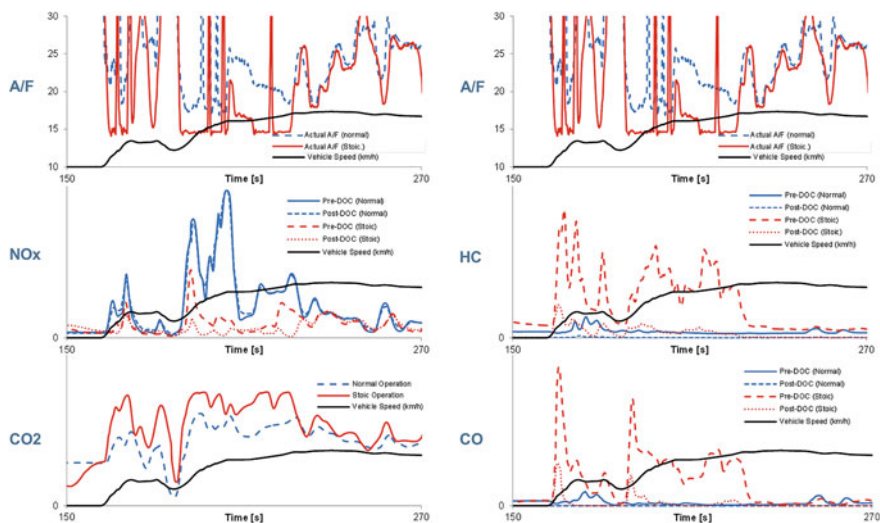 30
25
A/F
20
15
10
Actual A/F (normal)
Actual A/F (Stoic.)
Vehicle Speed (km/h)
150
Time [s]
270
30
25
A/F
20
15
10
Actual A/F (normal)
Actual A/F (Stoic.)
Vehicle Speed (km/h)
150
Time [s]
270
NOx
Pre-DOC (Normal)
Post-DOC (Normal)
Pre-DOC (Stoic)
Post-DOC (Stoic)
Vehicle Speed (km/h)
0
150
Time [s]
270
HC
Pre-DOC (Normal)
Post-DOC (Normal)
Pre-DOC (Stoic)
Post-DOC (Stoic)
Vehicle Speed (km/h)
0
150
Time [s]
270
CO2
Normal Operation
Stoic Operation
Vehicle Speed (km/h)
0
150
Time [s]
270
CO
Pre-DOC (Normal)
Post-DOC (Normal)
Pre-DOC (Stoic)
Post-DOC (Stoic)
Vehicle Speed (km/h)
0
150
Time [s]
270